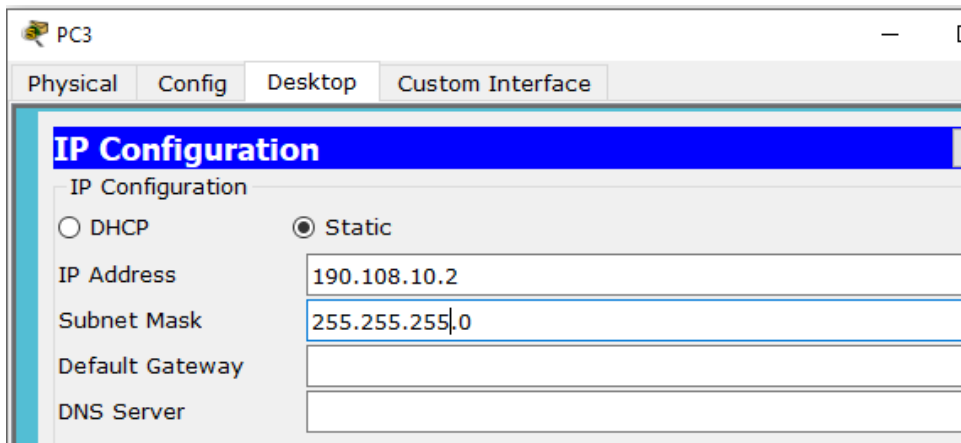 PC3
Physical Config Desktop Custom Interface
IP Configuration
IP Configuration
DHCP Static
IP Address 190.108.10.2
Subnet Mask 255.255.255.0
Default Gateway
DNS Server